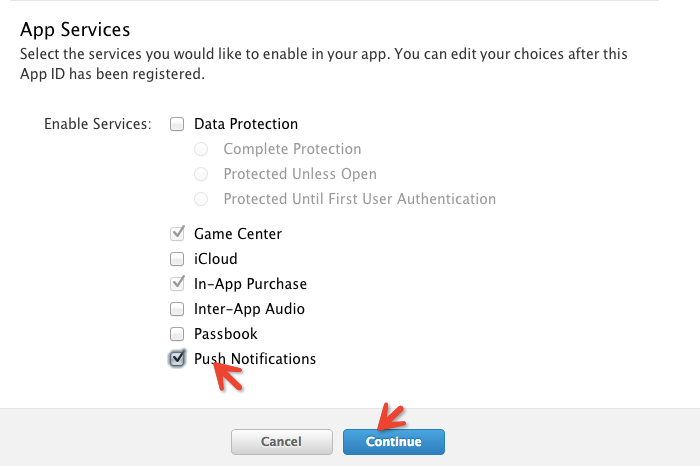 App Services
Select the services you would like to enable in your app. You can edit your choices after this
App ID has been registered.
Enable Services: Data Protection
Complete Protection
Protected Unless Open
Protected Until First User Authentication
Game Center
iCloud
In-App Purchase
Inter-App Audio
Passbook
Push Notifications
Cancel Continue